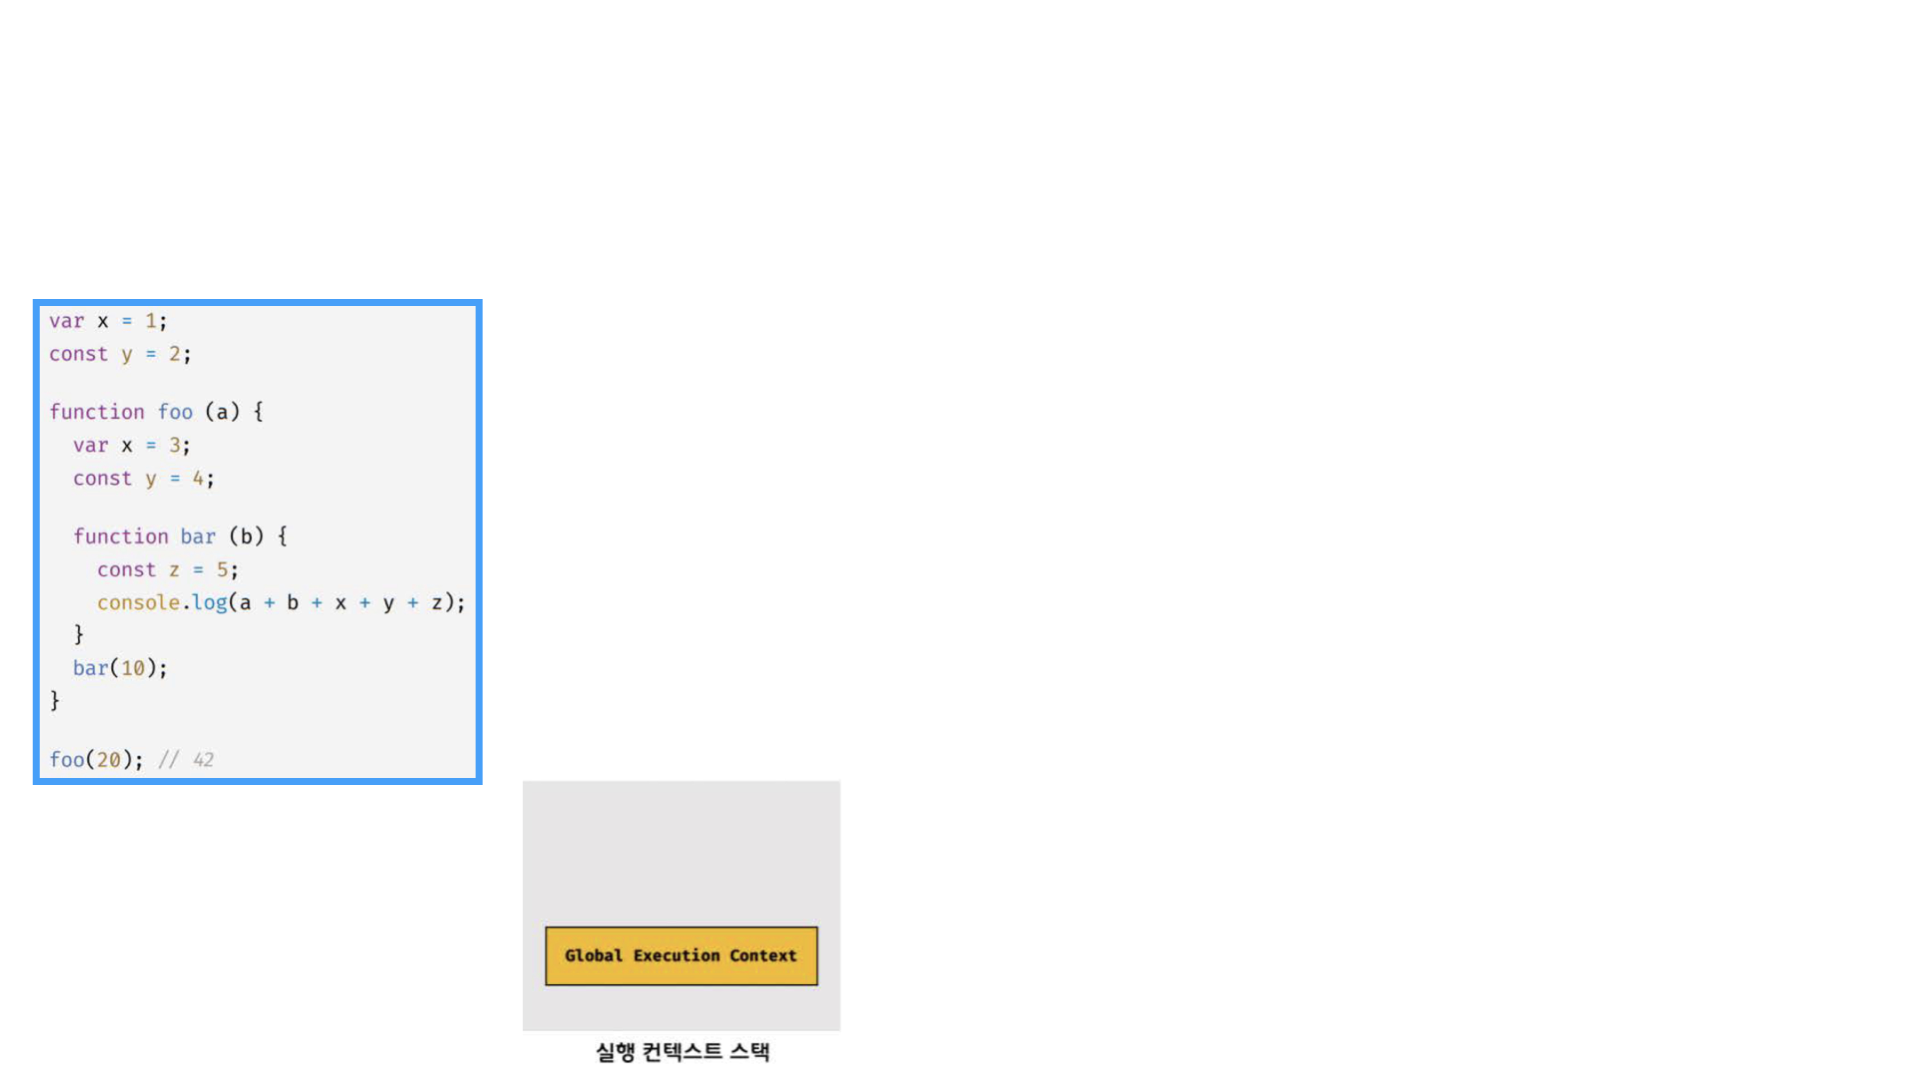 var x = 1;
const y = 2;
function foo (a) {
  var x = 3;
  const y = 4;
  function bar (b) {
    const z = 5;
    console.log(a + b + x + y + z);
  }
  bar(10);
}
foo(20); // 42
Global Execution Context
실행 컨텍스트 스택